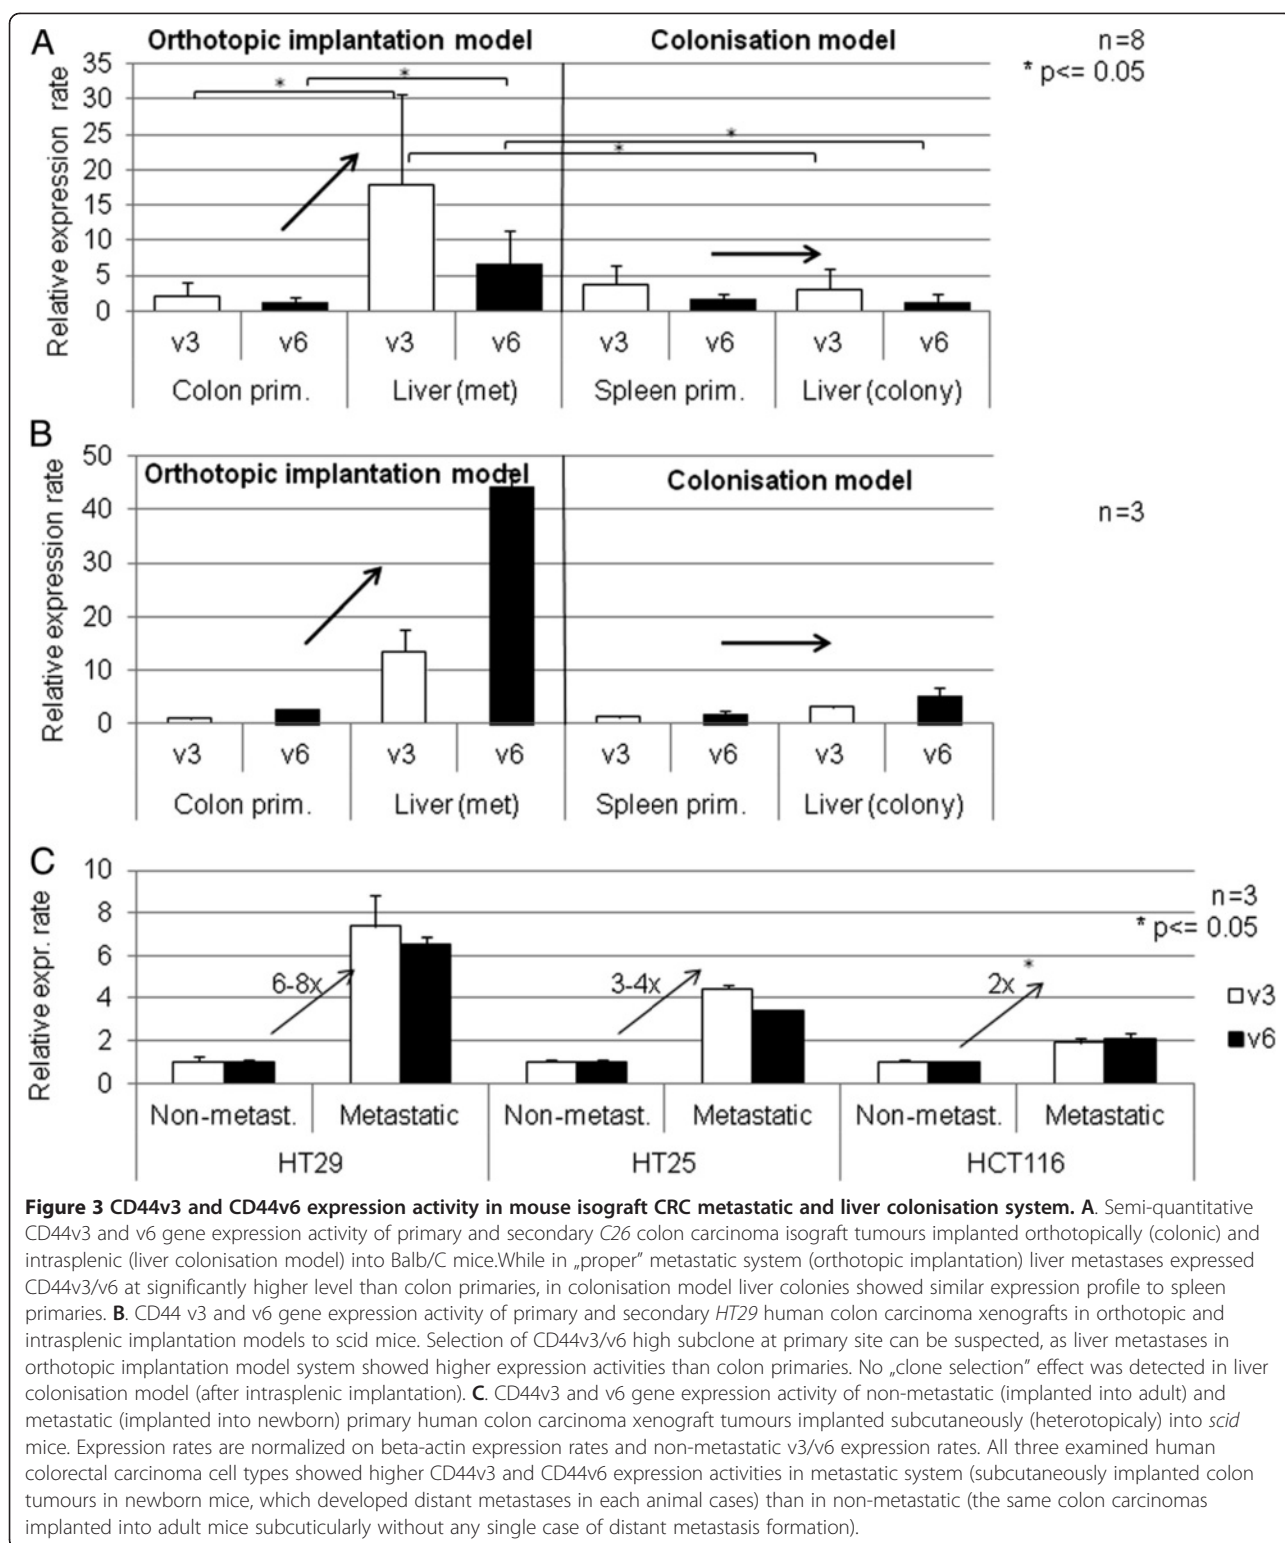 A
Orthotopic implantation model
Colonisation model
n=8
* p<= 0.05
Relative expression rate
35
30
25
20
15
10
5
0
*
*
*
*
v3
v6
v3
v6
v3
v6
v3
v6
Colon prim.
Liver (met)
Spleen prim.
Liver (colony)
B
Orthotopic implantation model
Colonisation model
n=3
Relative expression rate
50
40
30
20
10
0
v3
v6
v3
v6
v3
v6
v3
v6
Colon prim.
Liver (met)
Spleen prim.
Liver (colony)
C
Relative expr. rate
10
8
6
4
2
0
6-8x
3-4x
2x
*
n=3
* p<= 0.05
v3
v6
Non-metast.
Metastatic
Non-metast.
Metastatic
Non-metast.
Metastatic
HT29
HT25
HCT116
Figure 3 CD44v3 and CD44v6 expression activity in mouse isograft CRC metastatic and liver colonisation system. A. Semi-quantitative
CD44v3 and v6 gene expression activity of primary and secondary C26 colon carcinoma isograft tumours implanted orthotopically (colonic) and
intrasplenic (liver colonisation model) into Balb/C mice.While in „proper” metastatic system (orthotopic implantation) liver metastases expressed
CD44v3/v6 at significantly higher level than colon primaries, in colonisation model liver colonies showed similar expression profile to spleen
primaries. B. CD44 v3 and v6 gene expression activity of primary and secondary HT29 human colon carcinoma xenografts in orthotopic and
intrasplenic implantation models to scid mice. Selection of CD44v3/v6 high subclone at primary site can be suspected, as liver metastases in
orthotopic implantation model system showed higher expression activities than colon primaries. No „clone selection” effect was detected in liver
colonisation model (after intrasplenic implantation). C. CD44v3 and v6 gene expression activity of non-metastatic (implanted into adult) and
metastatic (implanted into newborn) primary human colon carcinoma xenograft tumours implanted subcutaneously (heterotopicaly) into scid
mice. Expression rates are normalized on beta-actin expression rates and non-metastatic v3/v6 expression rates. All three examined human
colorectal carcinoma cell types showed higher CD44v3 and CD44v6 expression activities in metastatic system (subcutaneously implanted colon
tumours in newborn mice, which developed distant metastases in each animal cases) than in non-metastatic (the same colon carcinomas
implanted into adult mice subcuticularly without any single case of distant metastasis formation).